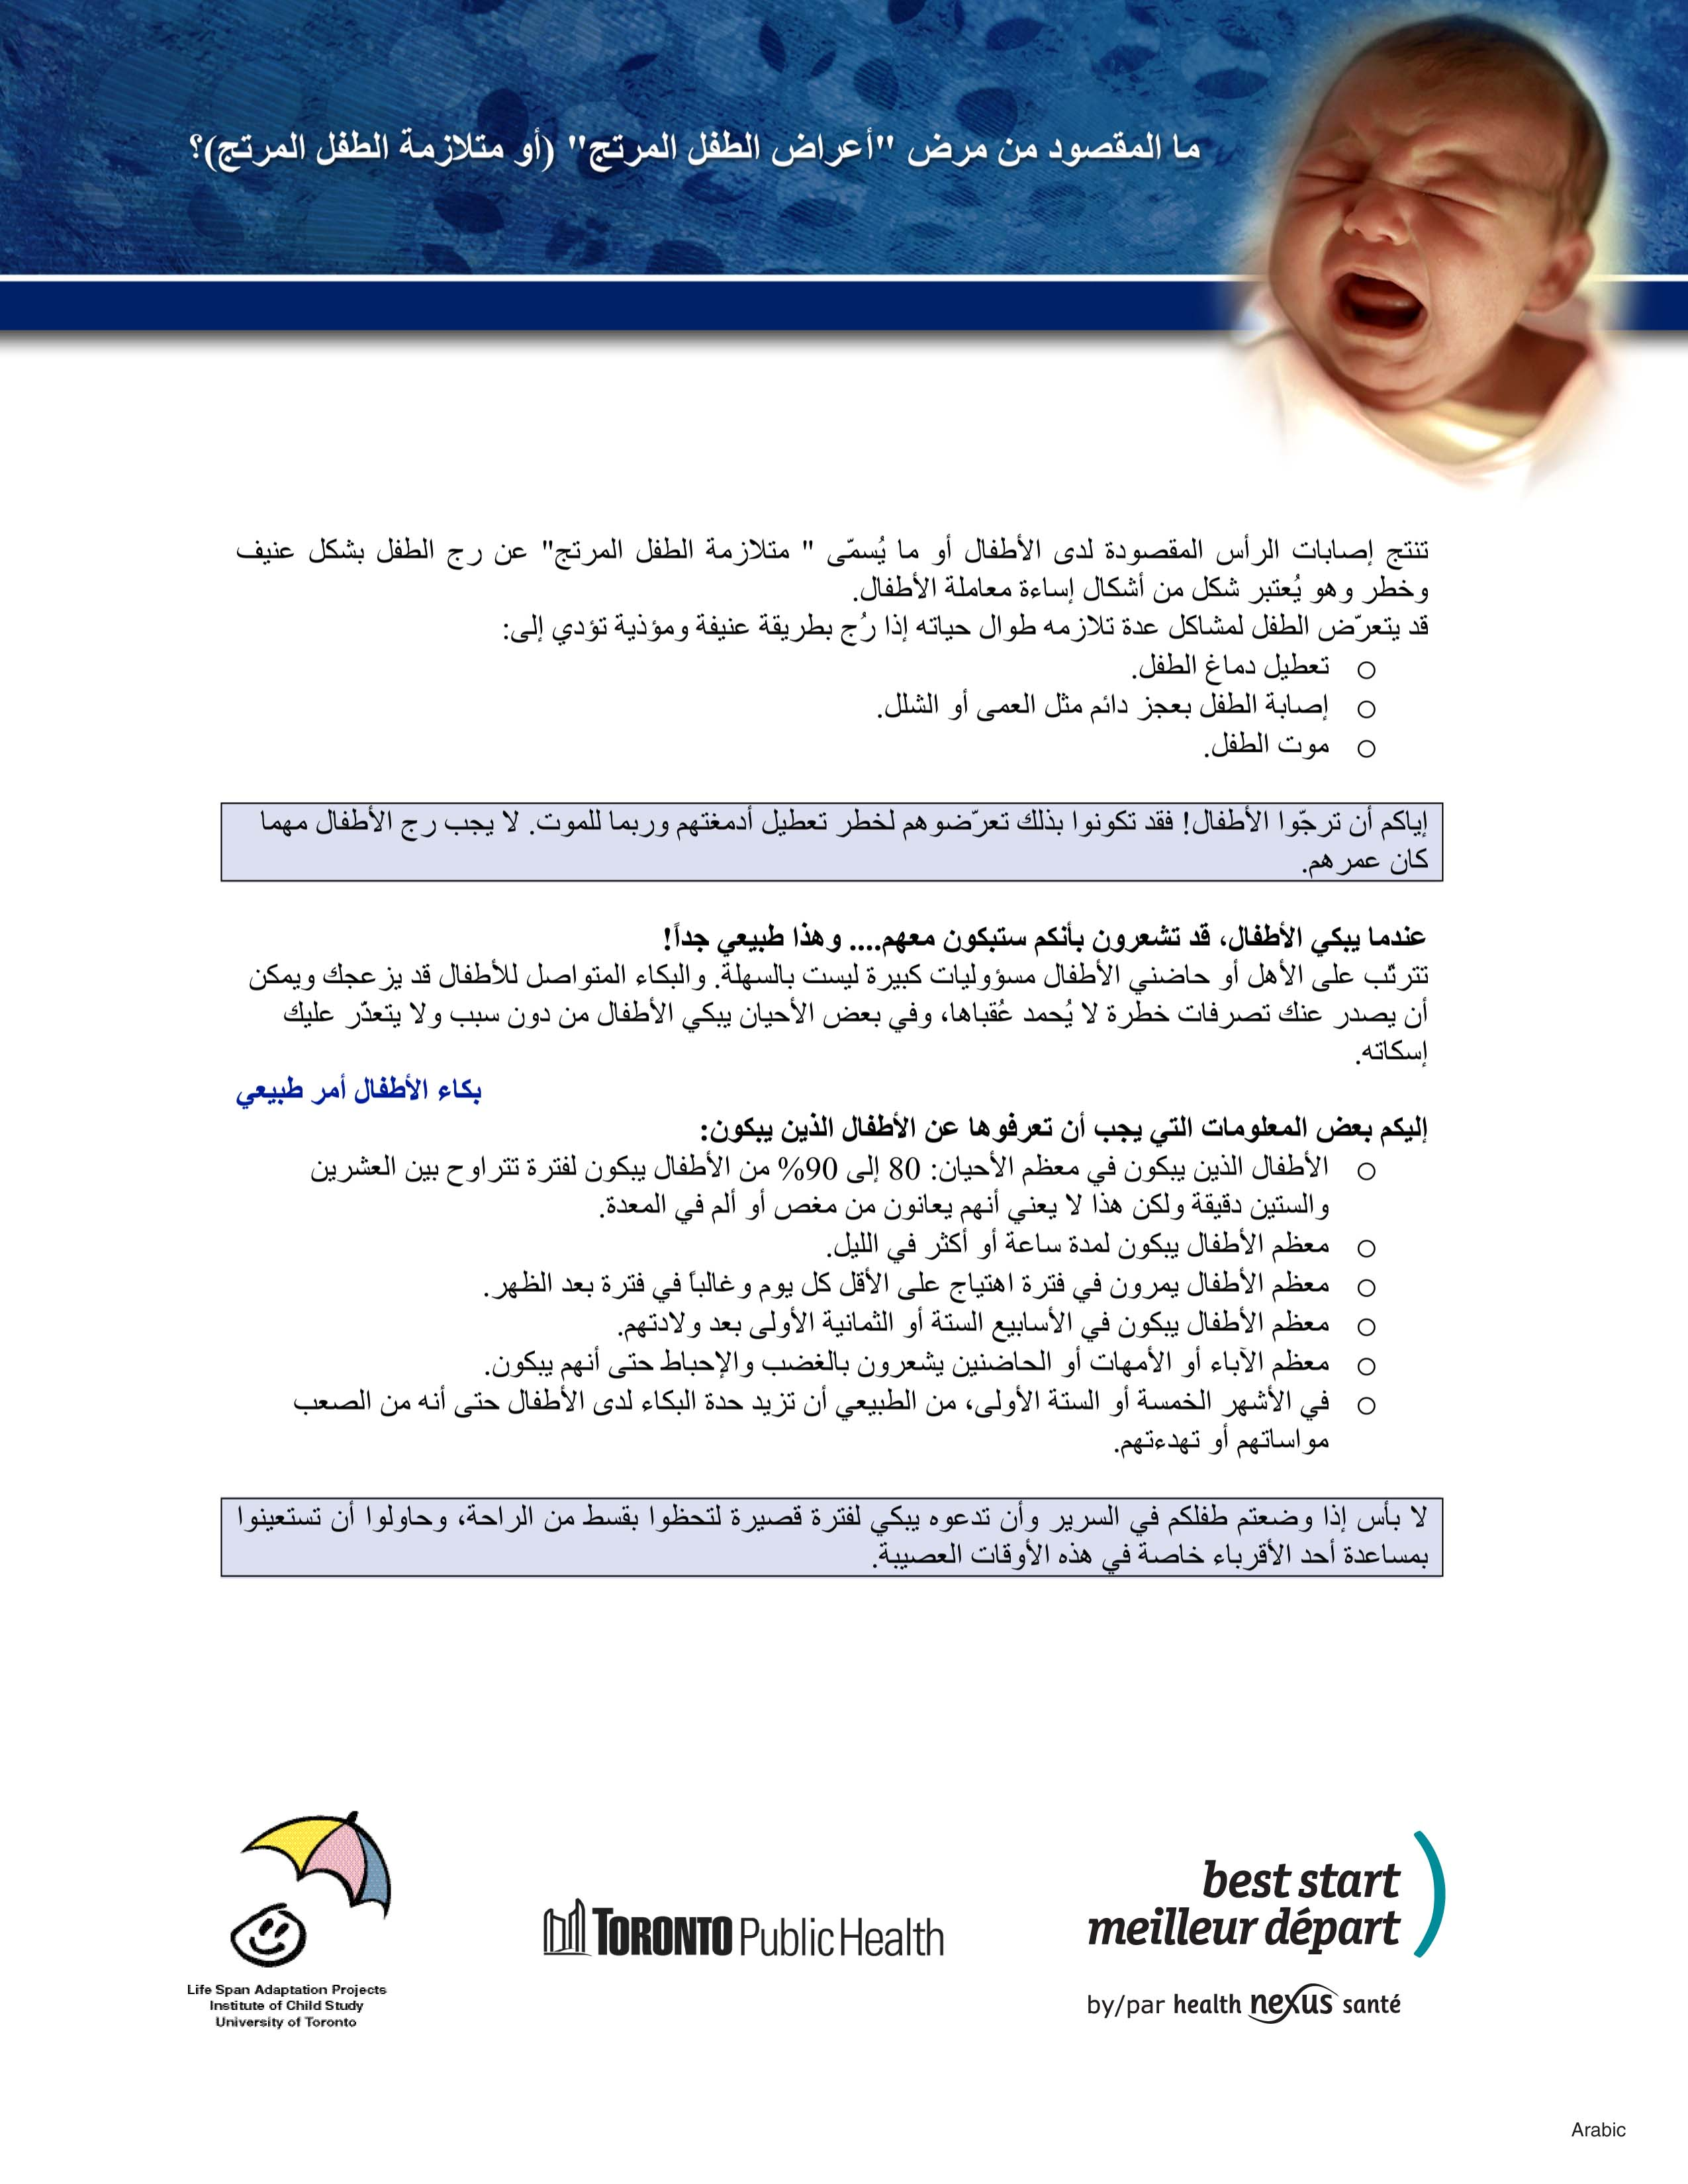 ما المقصود من مرض "أعراض الطفل المرتج" (أو متلازمة الطفل المرتج)؟
تنتج إصابات الرأس المقصودة لدى الأطفال أو ما يُسمّى " متلازمة الطفل المرتج" عن رج الطفل بشكل عنيف
وخطر وهو يُعتبر شكل من أشكال إساءة معاملة الأطفال.
قد يتعرّض الطفل لمشاكل عدة تلازمه طوال حياته إذا رُج بطريقة عنيفة ومؤذية تؤدي إلى:
o تعطيل دماغ الطفل.
o إصابة الطفل بعجز دائم مثل العمى أو الشلل.
o موت الطفل.
إياكم أن ترجّوا الأطفال! فقد تكونوا بذلك تعرّضوهم لخطر تعطيل أدمغتهم وربما للموت. لا يجب رج الأطفال مهما
كان عمرهم.
عندما يبكي الأطفال، قد تشعرون بأنكم ستبكون معهم.... وهذا طبيعي جداً!
تترتّب على الأهل أو حاضني الأطفال مسؤوليات كبيرة ليست بالسهلة. والبكاء المتواصل للأطفال قد يزعجك ويمكن
أن يصدر عنك تصرفات خطرة لا يُحمد عُقباها، وفي بعض الأحيان يبكي الأطفال من دون سبب ولا يتعذّر عليك
إسكاته.
بكاء الأطفال أمر طبيعي
إليكم بعض المعلومات التي يجب أن تعرفوها عن الأطفال الذين يبكون:
o الأطفال الذين يبكون في معظم الأحيان: 80 إلى 90% من الأطفال يبكون لفترة تتراوح بين العشرين
والستين دقيقة ولكن هذا لا يعني أنهم يعانون من مغص أو ألم في المعدة.
o معظم الأطفال يبكون لمدة ساعة أو أكثر في الليل.
o معظم الأطفال يمرون في فترة اهتياج على الأقل كل يوم وغالباً في فترة بعد الظهر.
o معظم الأطفال يبكون في الأسابيع الستة أو الثمانية الأولى بعد ولادتهم.
o معظم الآباء أو الأمهات أو الحاضنين يشعرون بالغضب والإحباط حتى أنهم يبكون.
o في الأشهر الخمسة أو الستة الأولى، من الطبيعي أن تزيد حدة البكاء لدى الأطفال حتى أنه من الصعب
مواساتهم أو تهدءتهم.
لا بأس إذا وضعتم طفلكم في السرير وأن تدعوه يبكي لفترة قصيرة لتحظوا بقسط من الراحة، وحاولوا أن تستعينوا
بمساعدة أحد الأقرباء خاصة في هذه الأوقات العصيبة.
Life Span Adaptation Projects
Institute of Child Study
University of Toronto
TORONTO Public Health
best start
meilleur départ
by/par health nexus santé
Arabic